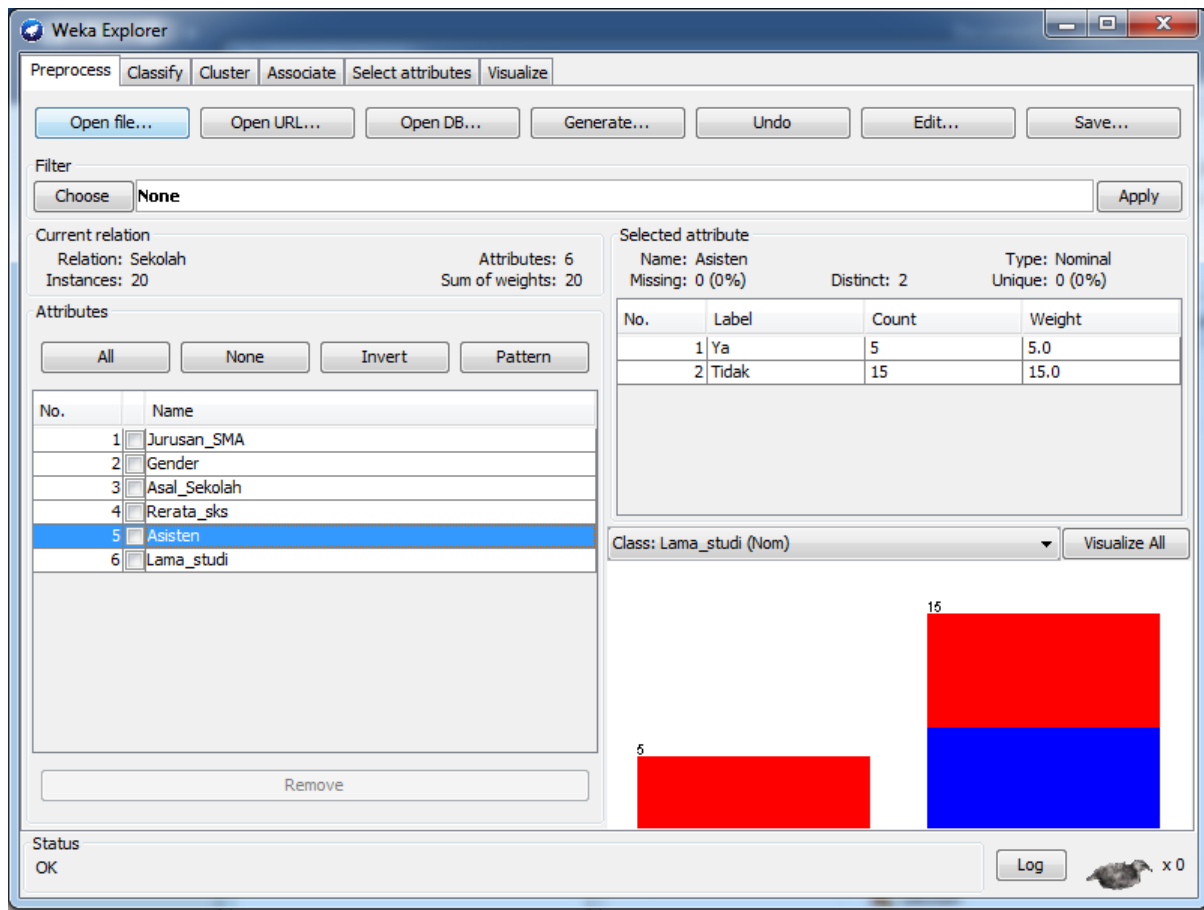 Weka Explorer
Preprocess Classify Cluster Associate Select attributes Visualize
Open file... Open URL... Open DB... Generate... Undo Edit... Save...
Filter
Choose None Apply
Current relation
Relation: Sekolah Attributes: 6
Instances: 20 Sum of weights: 20
Attributes
All None Invert Pattern
No. Name
1 Jurusan_SMA
2 Gender
3 Asal_Sekolah
4 Rerata_sks
5 Asisten
6 Lama_studi
Remove
Selected attribute
Name: Asisten Type: Nominal
Missing: 0 (0%) Distinct: 2 Unique: 0 (0%)
No. Label Count Weight
1 Ya 5 5.0
2 Tidak 15 15.0
Class: Lama_studi (Nom) Visualize All
5
15
Status
OK
Log x 0